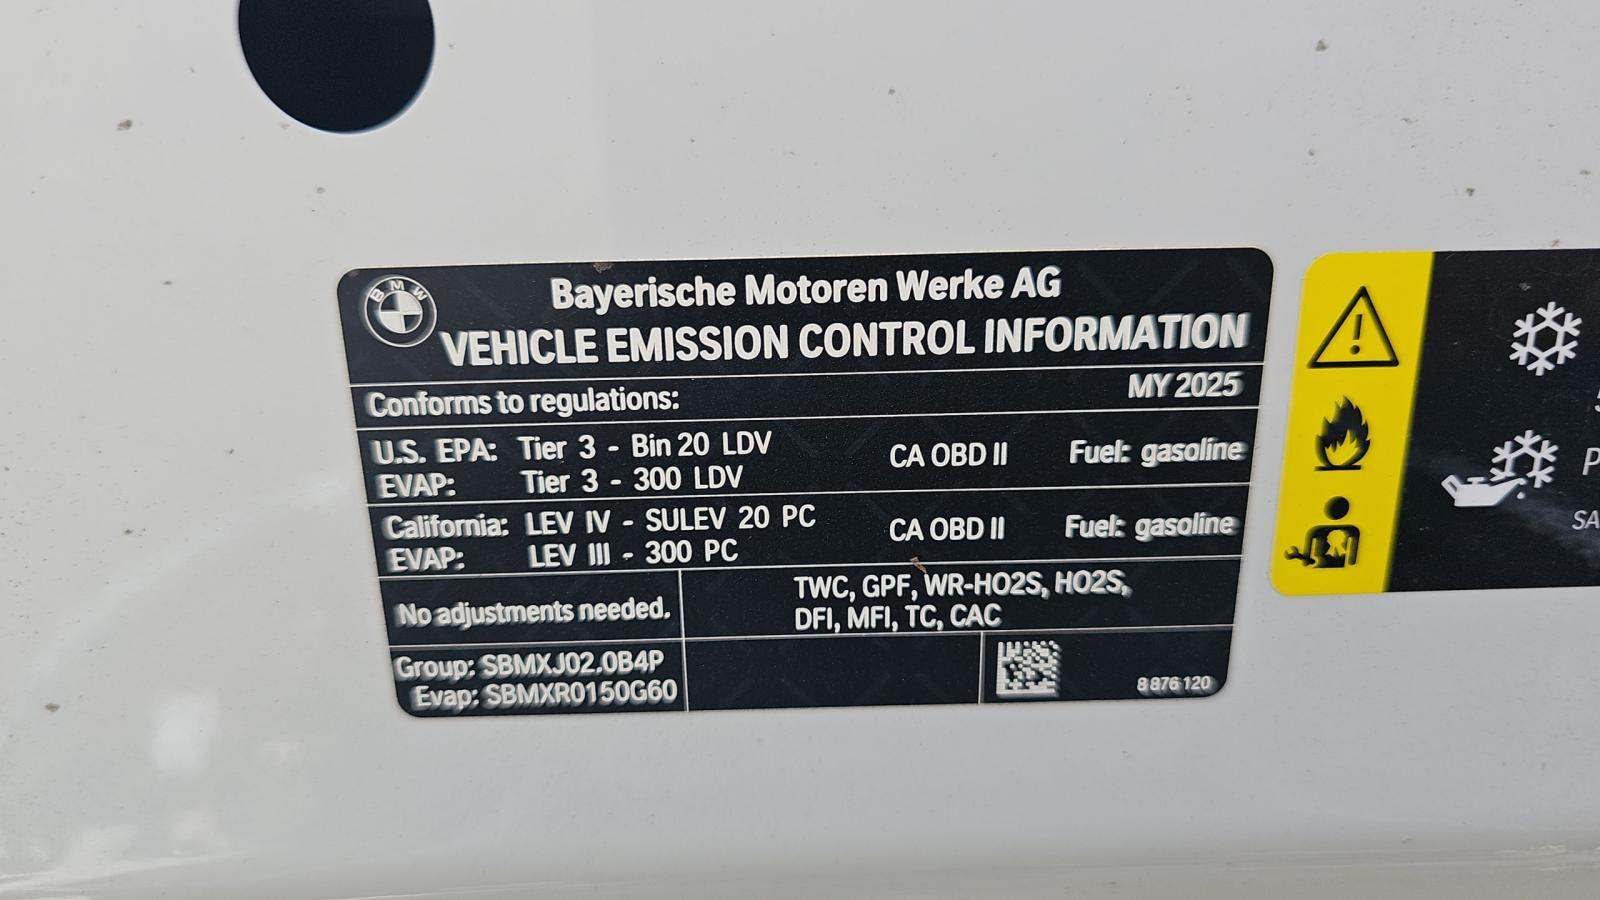 BMW
Bayerische Motoren Werke AG
VEHICLE EMISSION CONTROL INFORMATION
Conforms to regulations: MY 2025
U.S. EPA: Tier 3 - Bin 20 LDV CA OBD II Fuel: gasoline
EVAP: Tier 3 - 300 LDV
California: LEV IV - SULEV 20 PC CA OBD II Fuel: gasoline
EVAP: LEV III - 300 PC
No adjustments needed.
TWC, GPF, WR-HO2S, HO2S,
DFI, MFI, TC, CAC
Group: SBMXJ02.0B4P
Evap: SBMXR0150G60
8 876 120
P
SA